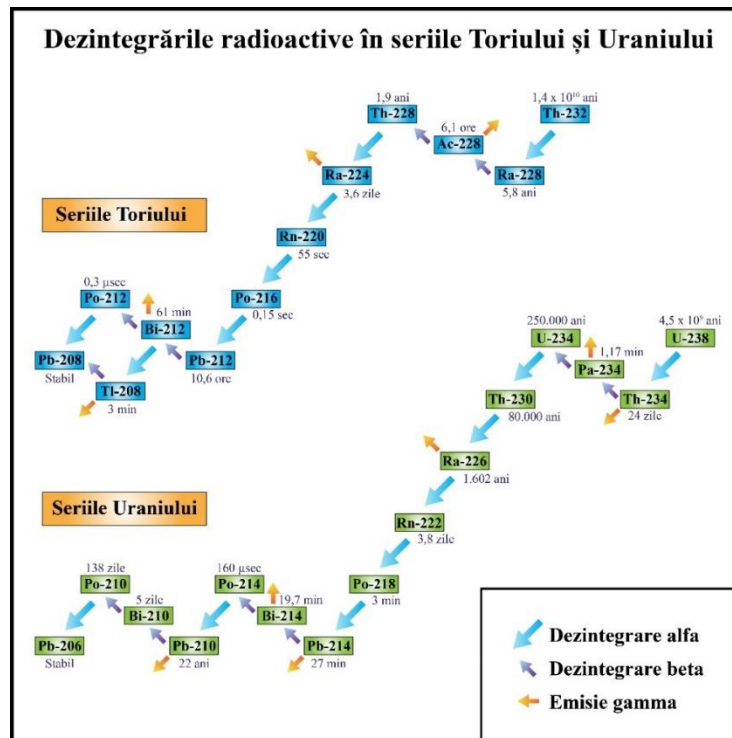 Dezintegrările radioactive în seriile Toriului și Uraniului
1,9 ani
Th-228
6,1 ore
Ac-228
1,4 x 10¹⁰ ani
Th-232
Ra-224
3,6 zile
Ra-228
5,8 ani
Seriile Toriului
Rn-220
55 sec
0,3 µsec
Po-212
61 min
Bi-212
Po-216
0,15 sec
Pb-208
Stabil
Tl-208
3 min
Pb-212
10,6 ore
250.000 ani
U-234
1,17 min
Pa-234
4,5 x 10⁹ ani
U-238
Th-230
80.000 ani
Th-234
24 zile
Ra-226
1.602 ani
Seriile Uraniului
Rn-222
3,8 zile
138 zile
Po-210
5 zile
Bi-210
160 µsec
Po-214
19,7 min
Bi-214
Po-218
3 min
Pb-206
Stabil
Pb-210
22 ani
Pb-214
27 min
Dezintegrare alfa
Dezintegrare beta
Emisie gamma